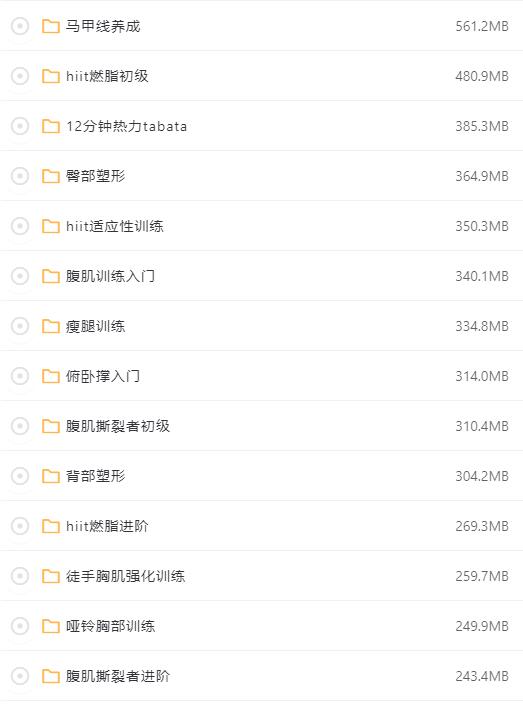 马甲线养成 561.2MB
hiit燃脂初级 480.9MB
12分钟热力tabata 385.3MB
臀部塑形 364.9MB
hiit适应性训练 350.3MB
腹肌训练入门 340.1MB
瘦腿训练 334.8MB
俯卧撑入门 314.0MB
腹肌撕裂者初级 310.4MB
背部塑形 304.2MB
hiit燃脂进阶 269.3MB
徒手胸肌强化训练 259.7MB
哑铃胸部训练 249.9MB
腹肌撕裂者进阶 243.4MB